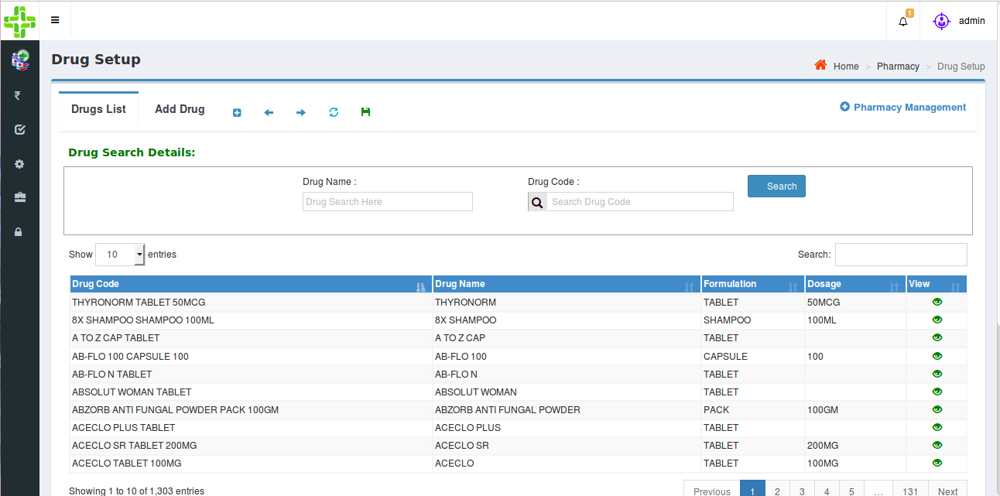 1
admin
Drug Setup
Home > Pharmacy > Drug Setup
Drugs List Add Drug
Pharmacy Management
Drug Search Details:
Drug Name : Drug Code :
Drug Search Here Search Drug Code Search
Show 10 entries Search:
Drug Code Drug Name Formulation Dosage View
THYRONORM TABLET 50MCG THYRONORM TABLET 50MCG
8X SHAMPOO SHAMPOO 100ML 8X SHAMPOO SHAMPOO 100ML
A TO Z CAP TABLET A TO Z CAP TABLET
AB-FLO 100 CAPSULE 100 AB-FLO 100 CAPSULE 100
AB-FLO N TABLET AB-FLO N TABLET
ABSOLUT WOMAN TABLET ABSOLUT WOMAN TABLET
ABZORB ANTI FUNGAL POWDER PACK 100GM ABZORB ANTI FUNGAL POWDER PACK 100GM
ACECLO PLUS TABLET ACECLO PLUS TABLET
ACECLO SR TABLET 200MG ACECLO SR TABLET 200MG
ACECLO TABLET 100MG ACECLO TABLET 100MG
Showing 1 to 10 of 1,303 entries Previous 1 2 3 4 5 ... 131 Next